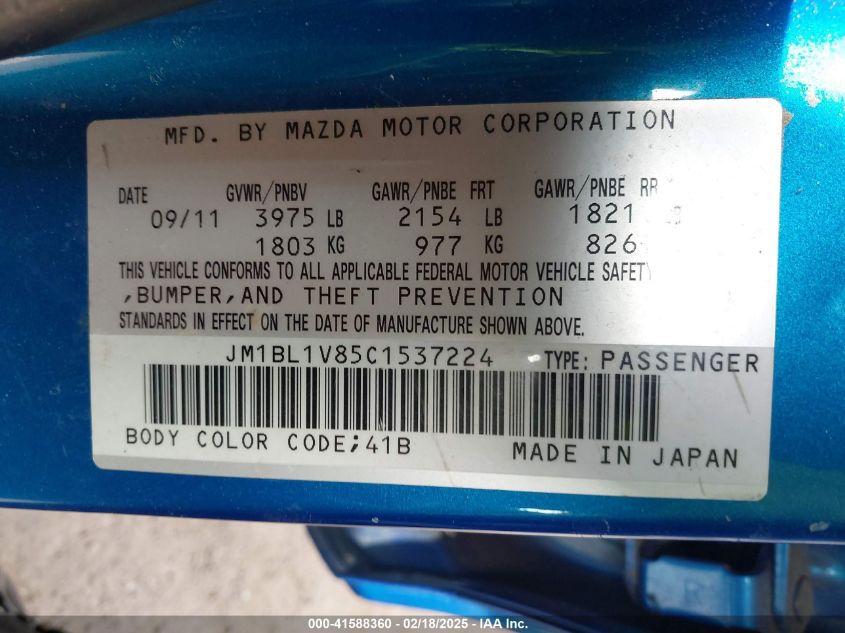 MFD. BY MAZDA MOTOR CORPORATION
DATE GVWR/PNBV GAWR/PNBE FRT GAWR/PNBE RR
09/11 3975 LB 2154 LB 1821
1803 KG 977 KG 826
THIS VEHICLE CONFORMS TO ALL APPLICABLE FEDERAL MOTOR VEHICLE SAFETY
,BUMPER,AND THEFT PREVENTION
STANDARDS IN EFFECT ON THE DATE OF MANUFACTURE SHOWN ABOVE.
JM1BL1V85C1537224 TYPE: PASSENGER
BODY COLOR CODE;41B MADE IN JAPAN
000-41588360 - 02/18/2025 - IAA Inc.